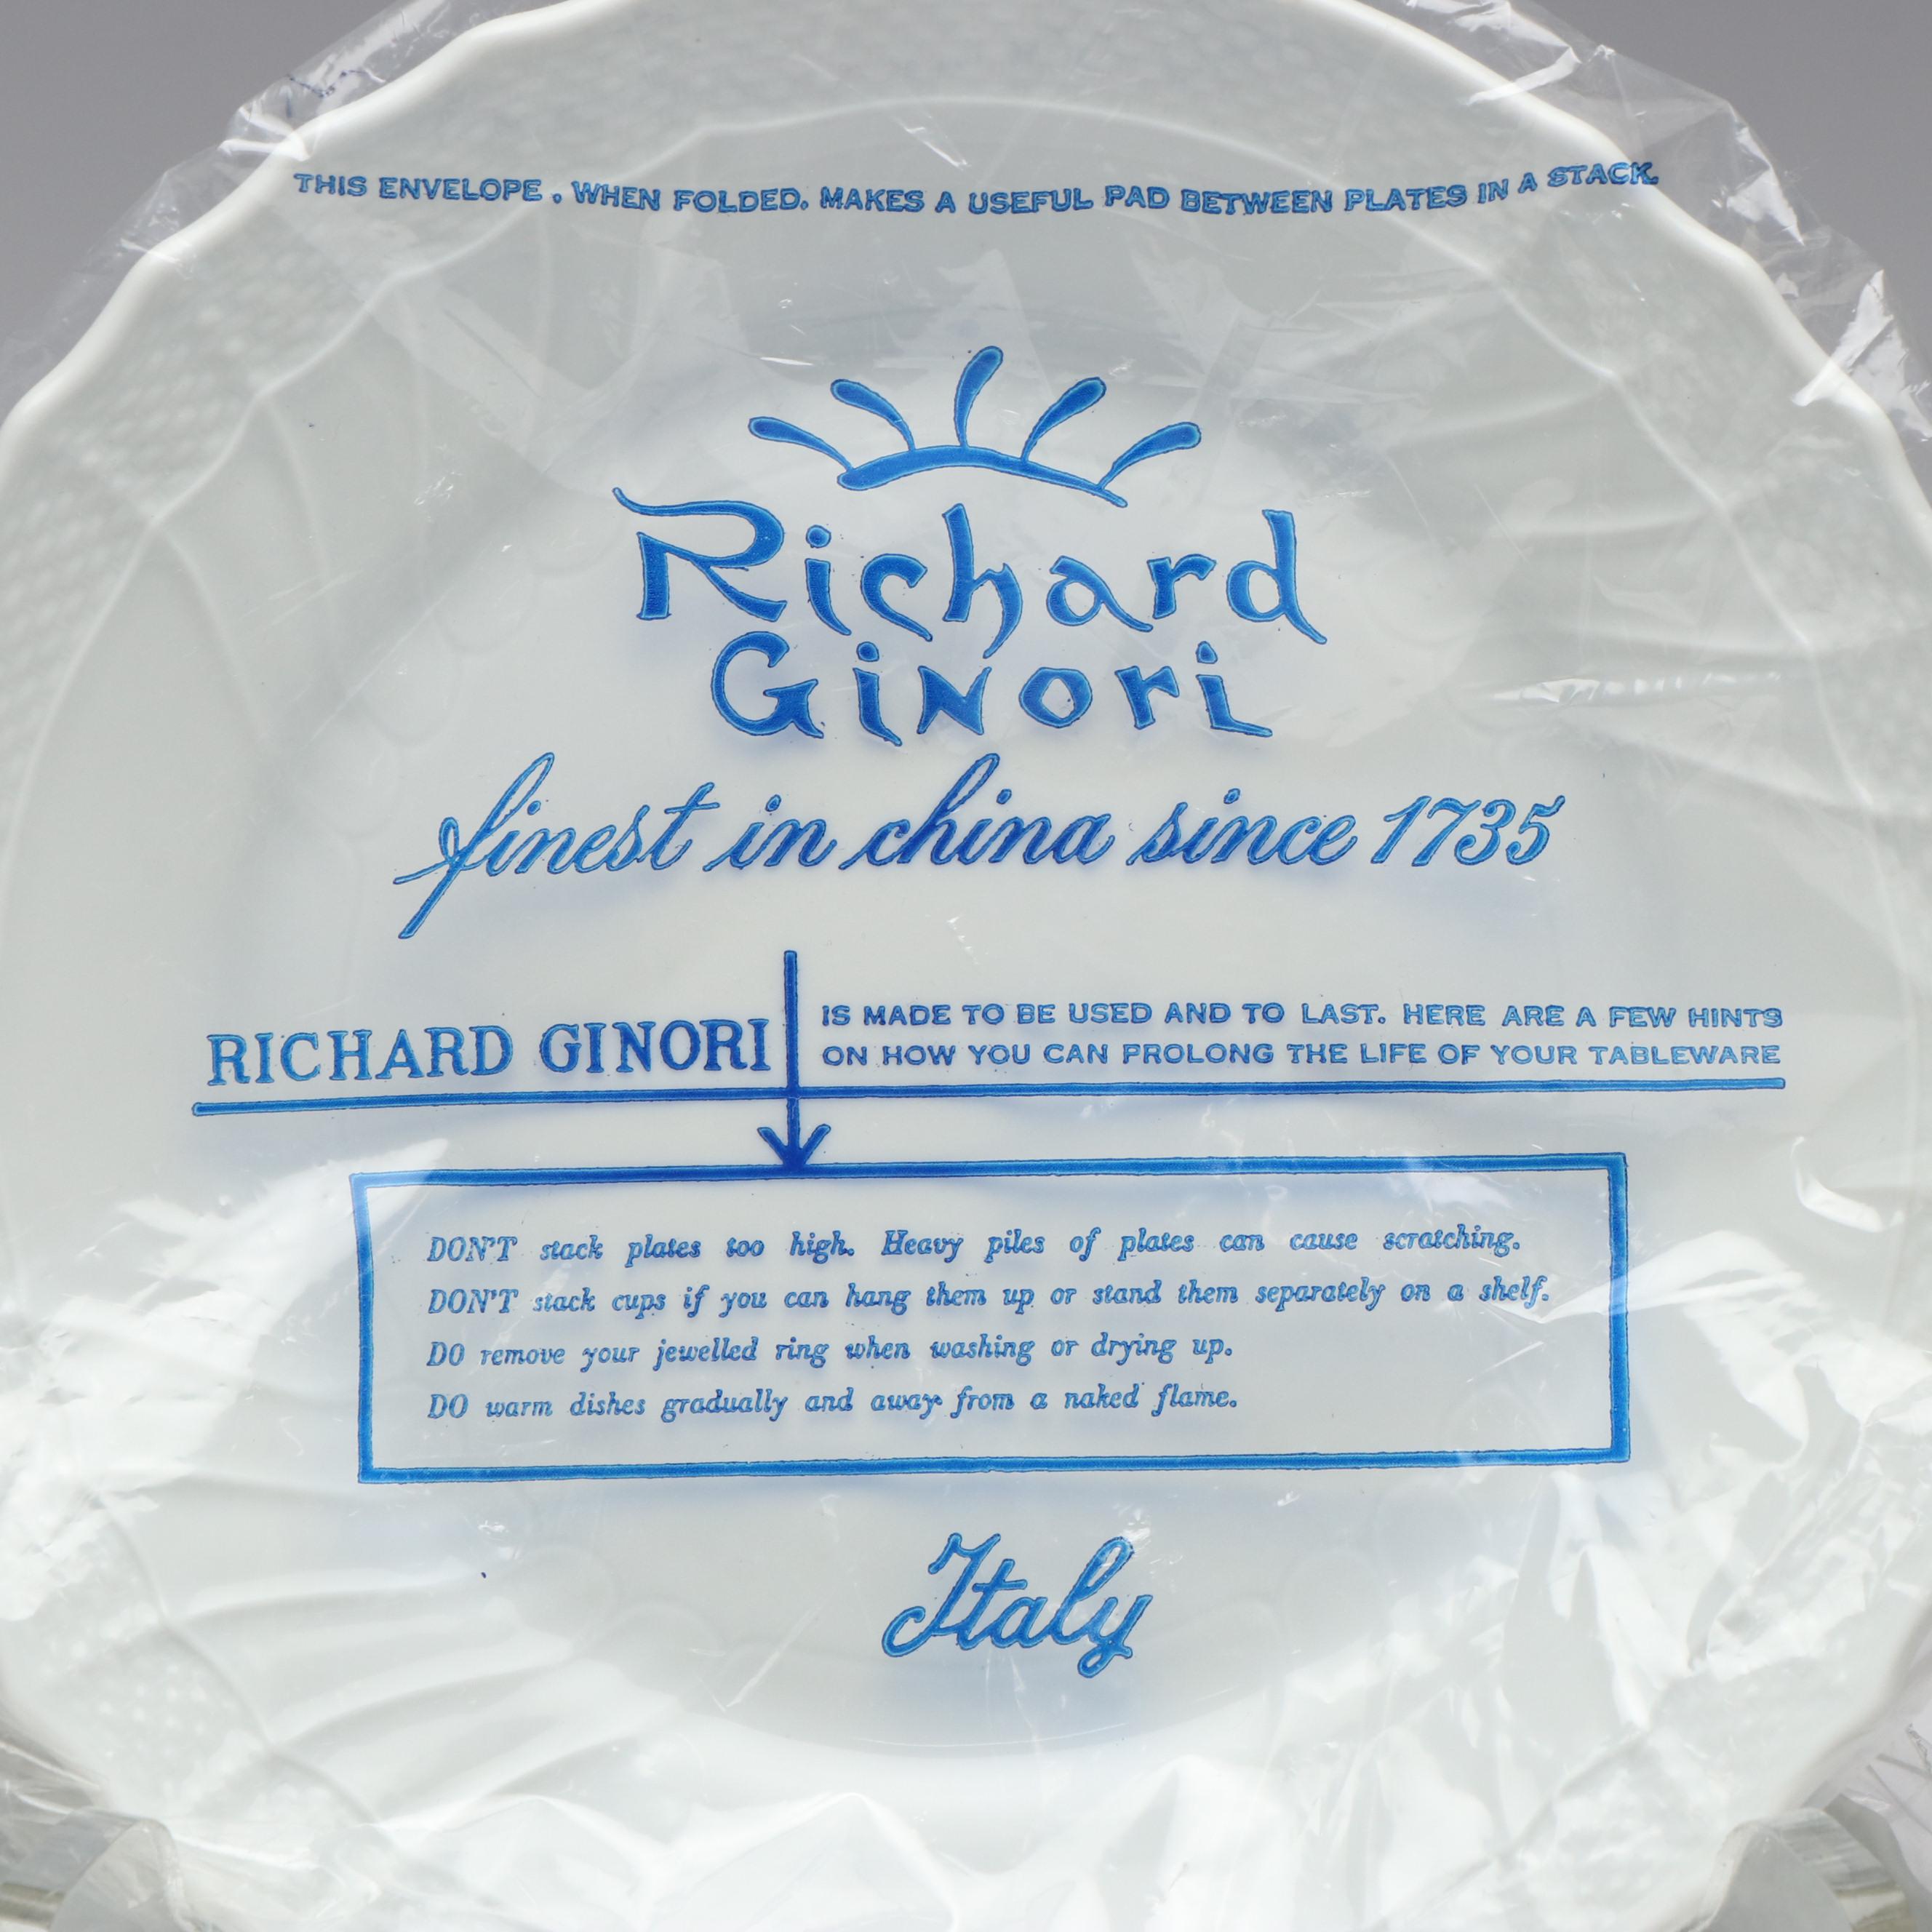 THIS ENVELOPE . WHEN FOLDED. MAKES A USEFUL PAD BETWEEN PLATES IN A STACK.
Richard
Ginori
finest in china since 1735
RICHARD GINORI
IS MADE TO BE USED AND TO LAST. HERE ARE A FEW HINTS
ON HOW YOU CAN PROLONG THE LIFE OF YOUR TABLEWARE
DON'T stack plates too high. Heavy piles of plates can cause scratching.
DON'T stack cups if you can hang them up or stand them separately on a shelf.
DO remove your jewelled ring when washing or drying up.
DO warm dishes gradually and away from a naked flame.
Italy